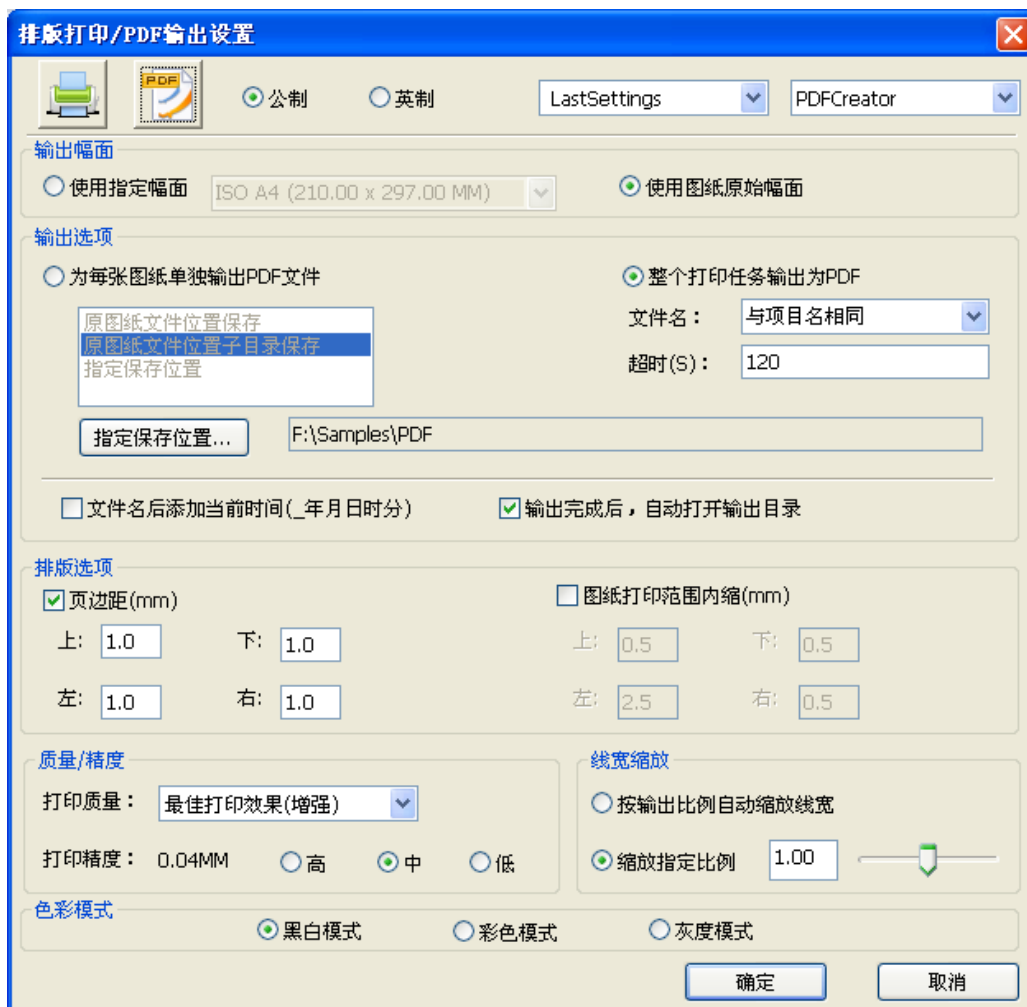 排版打印/PDF输出设置
PDF
公制 英制 LastSettings PDFCreator
输出幅面
使用指定幅面 ISO A4 (210.00 x 297.00 MM) 使用图纸原始幅面
输出选项
为每张图纸单独输出PDF文件 整个打印任务输出为PDF
原图纸文件位置保存
原图纸文件位置子目录保存
指定保存位置
文件名: 与项目名相同
超时(S): 120
指定保存位置... F:\Samples\PDF
文件名后添加当前时间(_年月日时分) 输出完成后,自动打开输出目录
排版选项
页边距(mm) 图纸打印范围内缩(mm)
上: 1.0 下: 1.0 上: 0.5 下: 0.5
左: 1.0 右: 1.0 左: 2.5 右: 0.5
质量/精度 线宽缩放
打印质量: 最佳打印效果(增强) 按输出比例自动缩放线宽
打印精度: 0.04MM 高 中 低 缩放指定比例 1.00
色彩模式
黑白模式 彩色模式 灰度模式
确定 取消